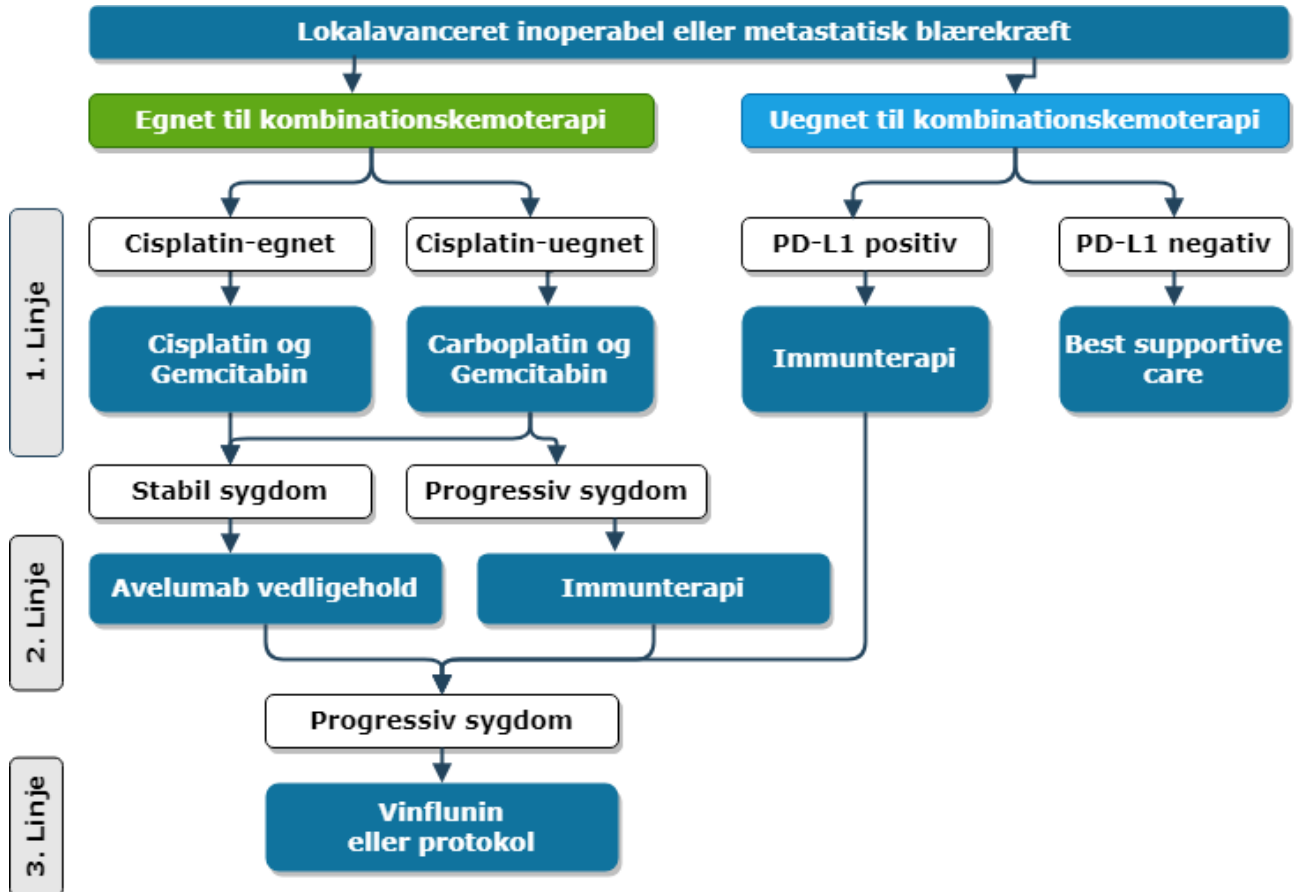 Lokalavanceret inoperabel eller metastatisk blærekræft
Egnet til kombinationskemoterapi
Uegnet til kombinationskemoterapi
1. Linje
Cisplatin-egnet
Cisplatin-uegnet
PD-L1 positiv
PD-L1 negativ
Cisplatin og
Gemcitabin
Carboplatin og
Gemcitabin
Immunterapi
Best supportive
care
Stabil sygdom
Progressiv sygdom
2. Linje
Avelumab vedligehold
Immunterapi
Progressiv sygdom
3. Linje
Vinflunin
eller protokol